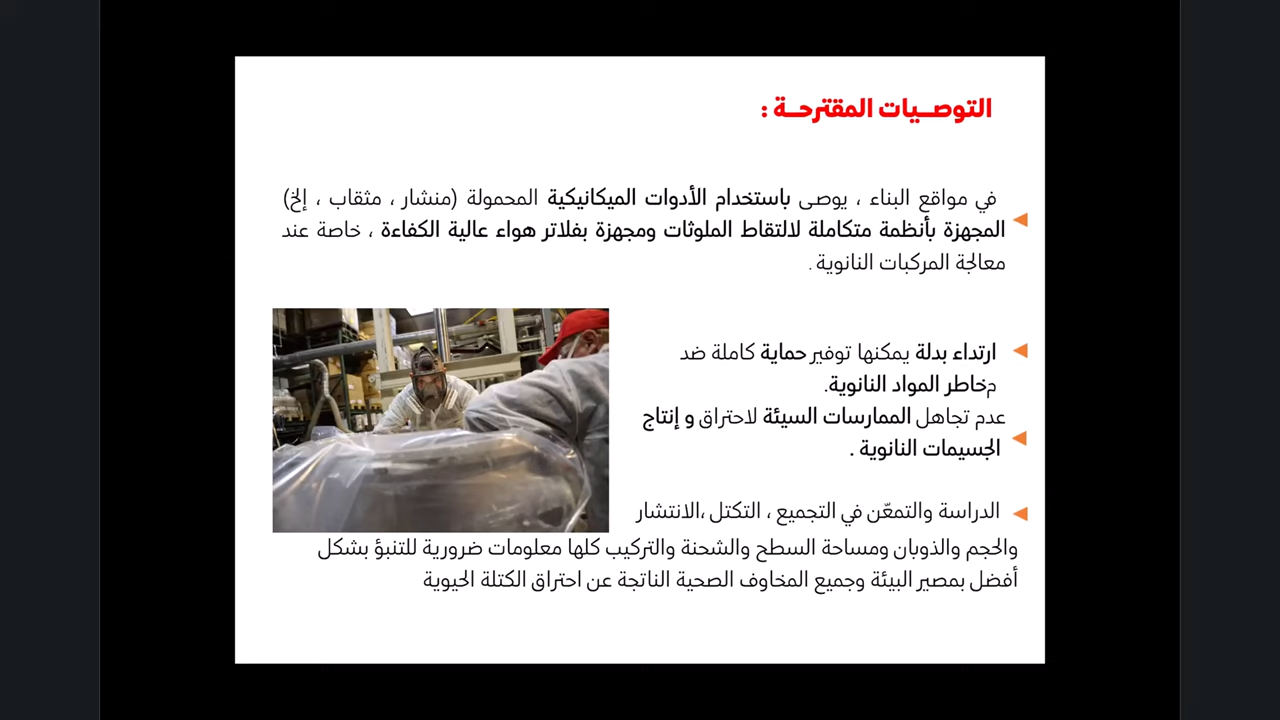 التوصيات المقترحة :
في مواقع البناء ، يوصى باستخدام الأدوات الميكانيكية المحمولة (منشار ، مثقاب ، إلخ)
المجهزة بأنظمة متكاملة لالتقاط الملوثات ومجهزة بفلاتر هواء عالية الكفاءة ، خاصة عند
معالجة المركبات النانوية .
ارتداء بدلة يمكنها توفير حماية كاملة ضد
مخاطر المواد النانوية.
عدم تجاهل الممارسات السيئة لاحتراق و إنتاج
الجسيمات النانوية .
الدراسة والتمعّن في التجميع ، التكتل ،الانتشار
والحجم والذوبان ومساحة السطح والشحنة والتركيب كلها معلومات ضرورية للتنبؤ بشكل
أفضل بمصير البيئة وجميع المخاوف الصحية الناتجة عن احتراق الكتلة الحيوية